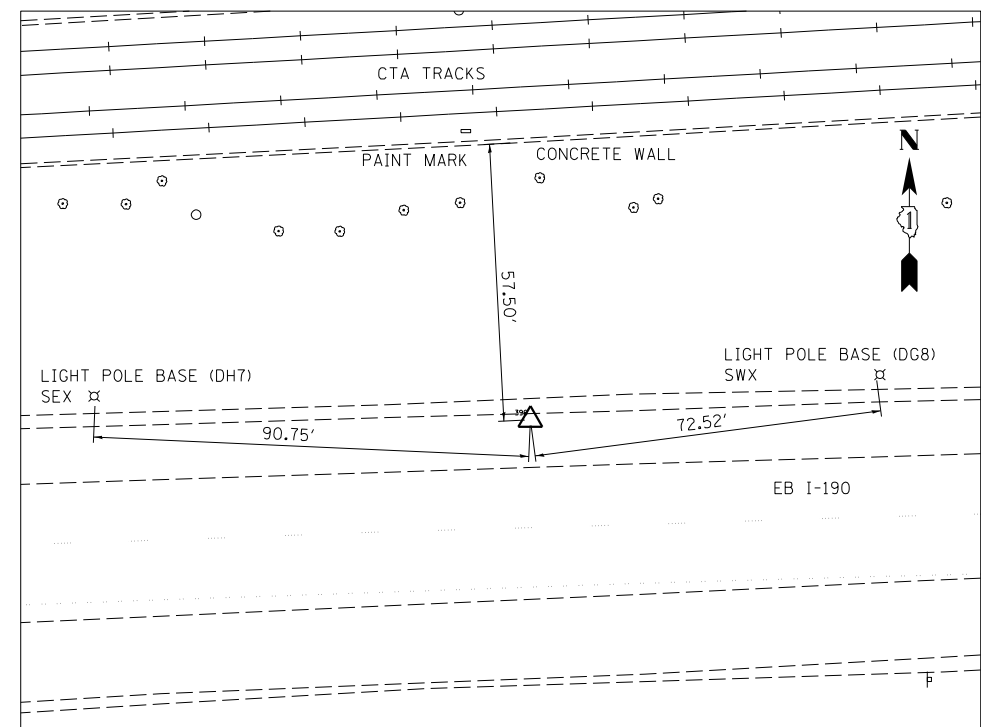 CTA TRACKS
PAINT MARK
CONCRETE WALL
N
1
57.50'
LIGHT POLE BASE (DH7)
SEX
LIGHT POLE BASE (DG8)
SWX
90.75'
72.52'
EB I-190